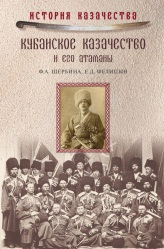 ИСТОРИЯ КАЗАЧЕСТВА
КУБАНСКОЕ КАЗАЧЕСТВО
И ЕГО АТАМАНЫ
Ф.А. ЩЕРБИНА, Е.Д. ФЕЛИЦЫН